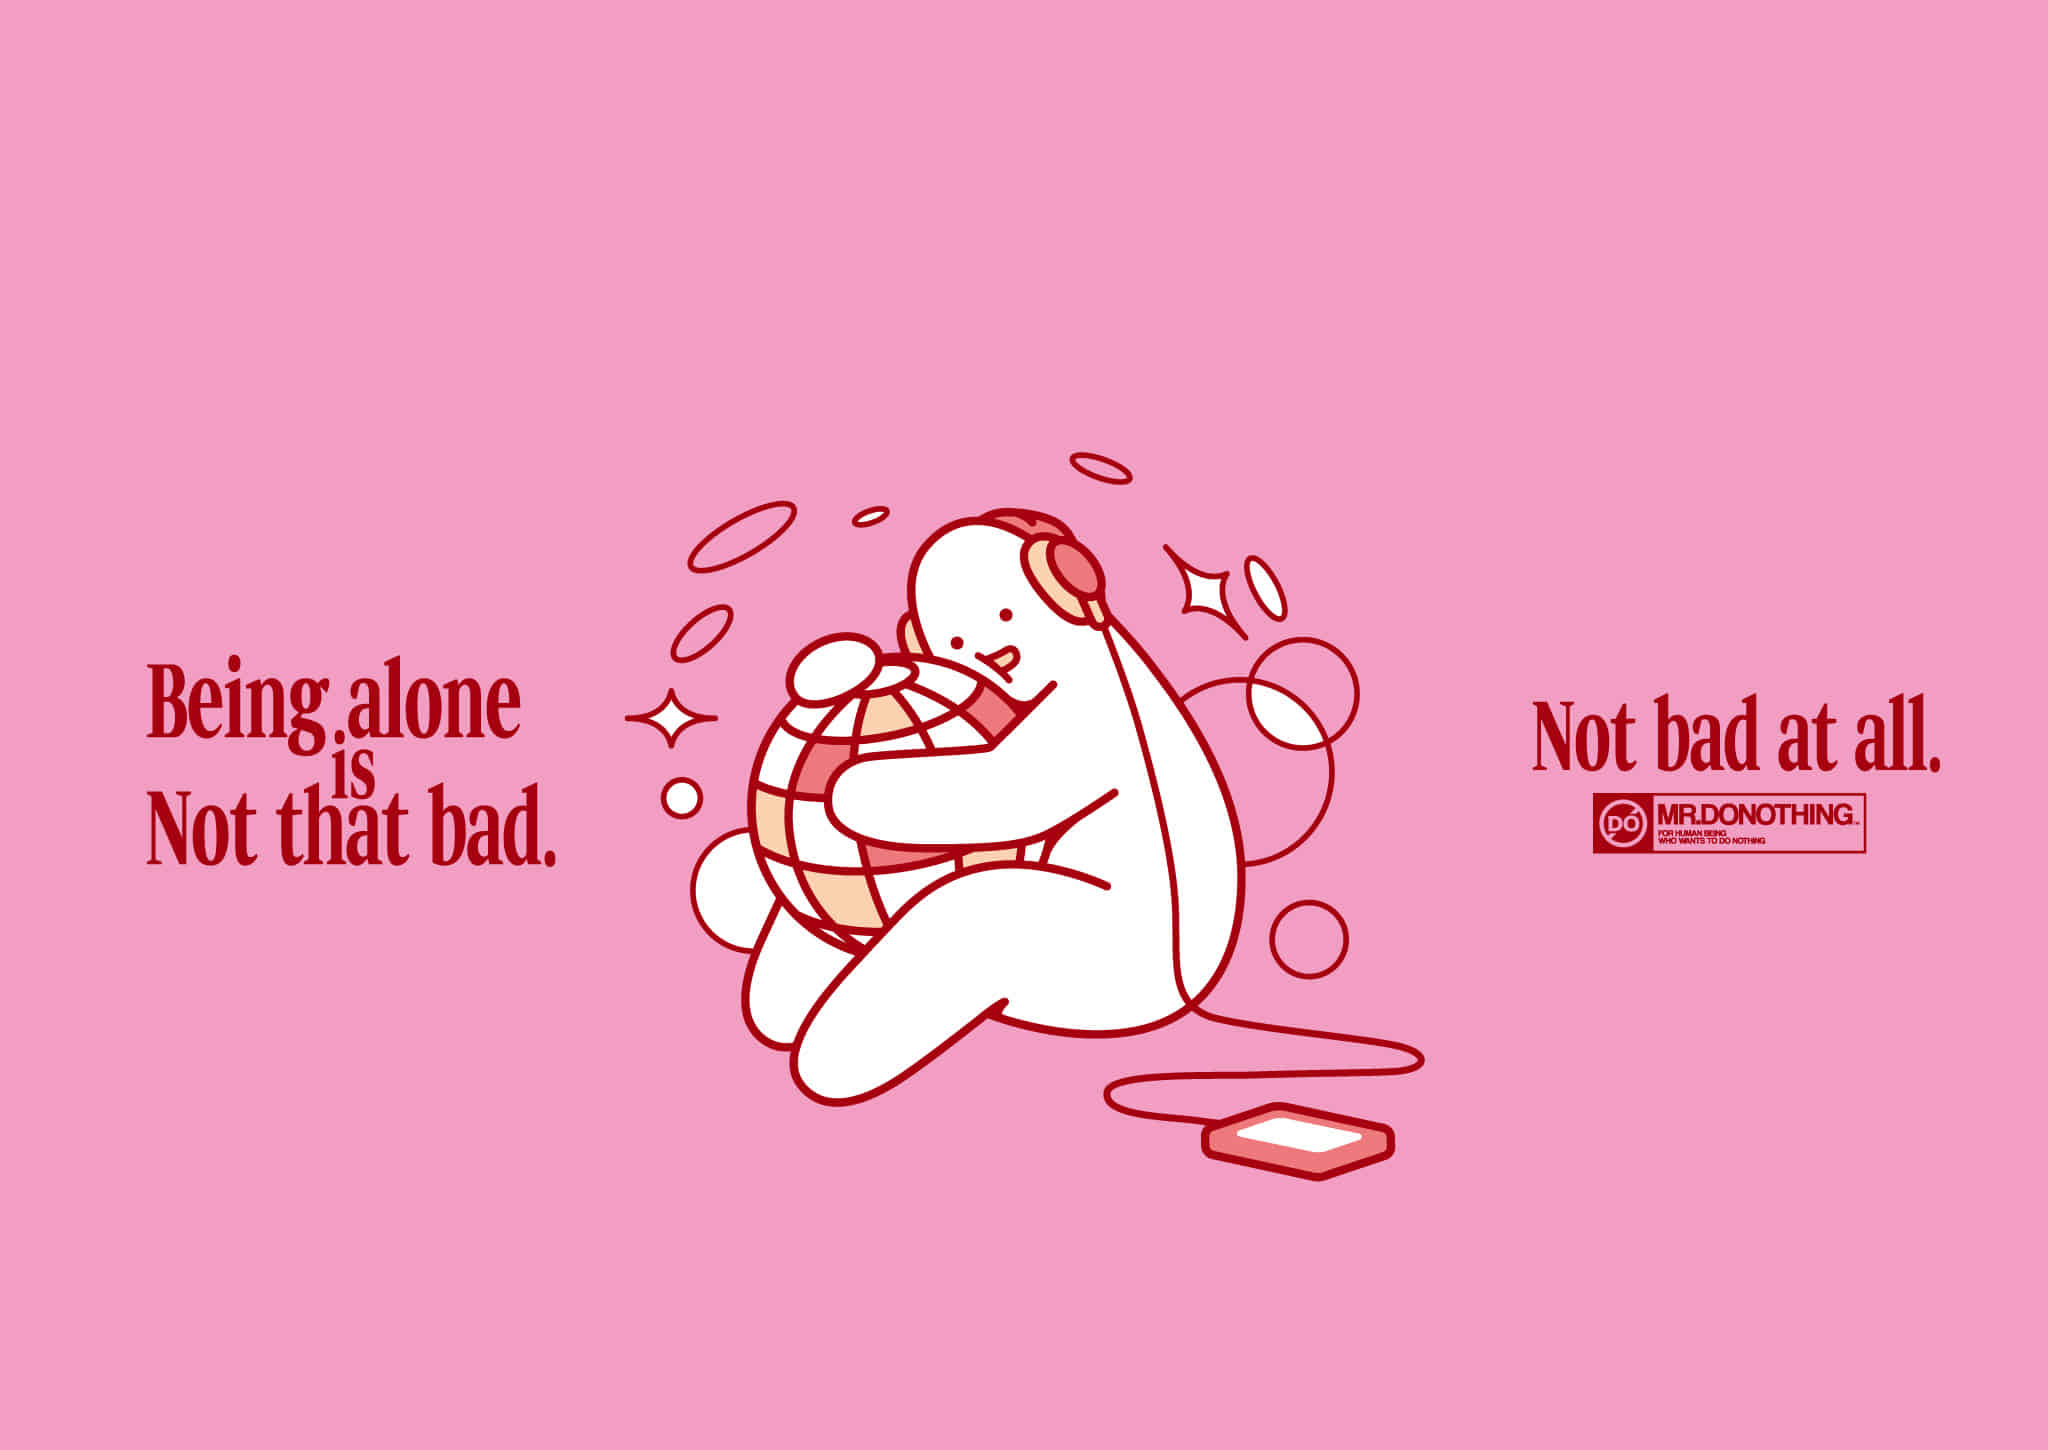 Being alone
is
Not that bad.
Not bad at all.
DO
MR.DONOTHING
FOR HUMAN BEING
WHO WANTS TO DO NOTHING